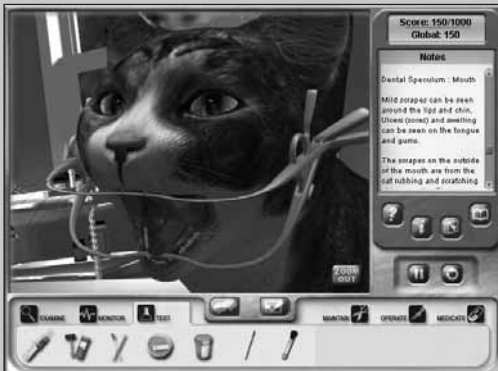 Score: 150/1000
Global: 150
Notes
Dental Speculum : Mouth
Mild scrapes can be seen
around the lips and chin.
Ulcers (sores) and swelling
can be seen on the tongue
and gums.
The scrapes on the outside
of the mouth are from the
cat rubbing and scratching
ZOOM
OUT
EXAMINE
MONITOR
TEST
MAINTAIN
OPERATE
MEDICATE